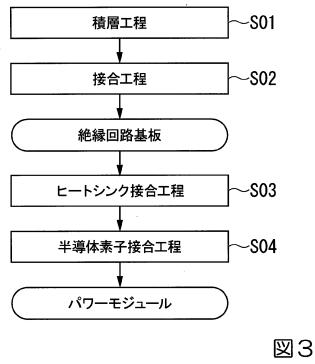 積層工程 S01
接合工程 S02
絶縁回路基板
ヒートシンク接合工程 S03
半導体素子接合工程 S04
パワーモジュール
図3